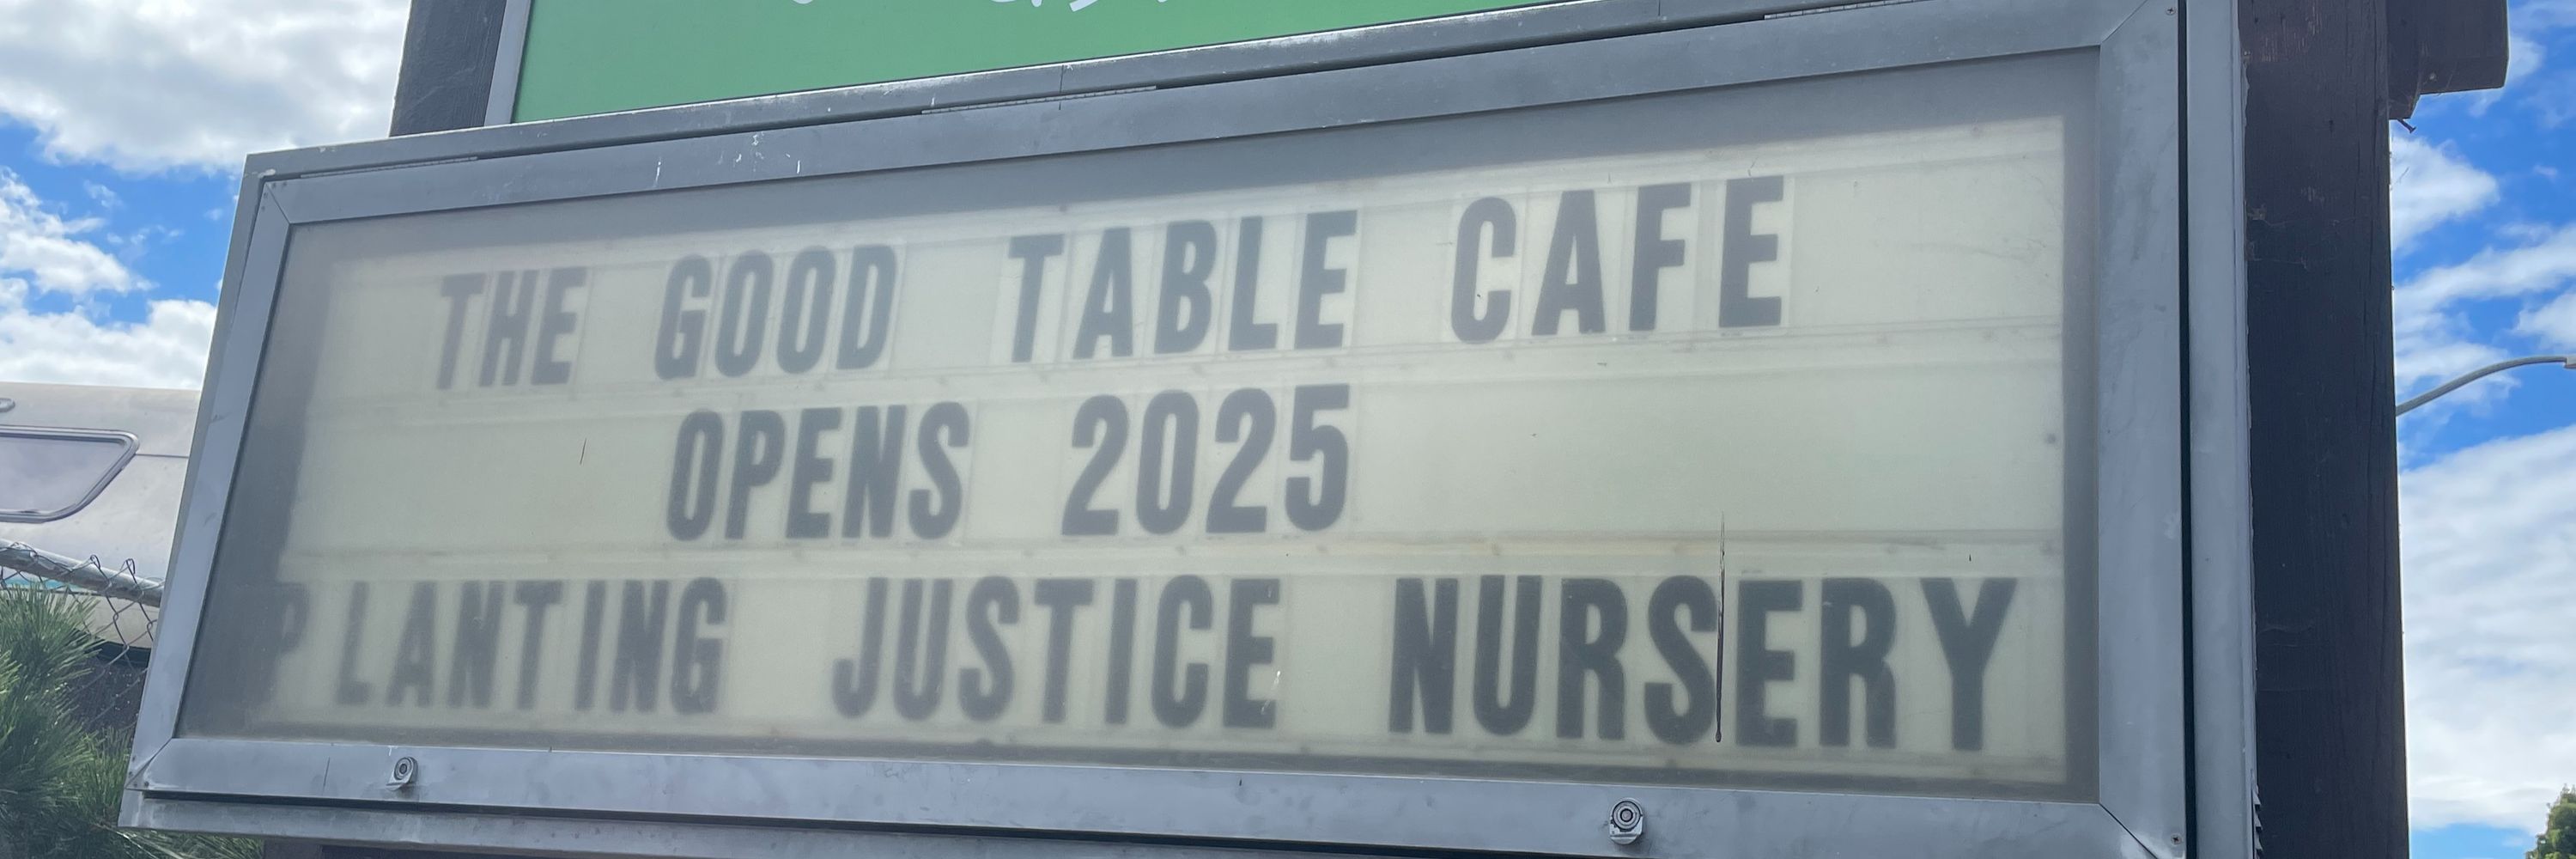 THE GOOD TABLE CAFE
OPENS 2025
PLANTING JUSTICE NURSERY